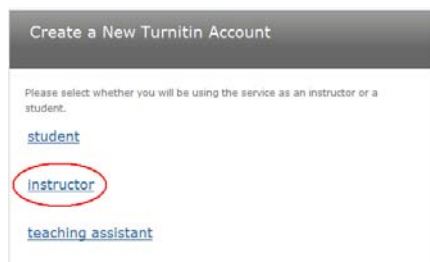 Create a New Turnitin Account
Please select whether you will be using the service as an instructor or a
student.
student
instructor
teaching assistant